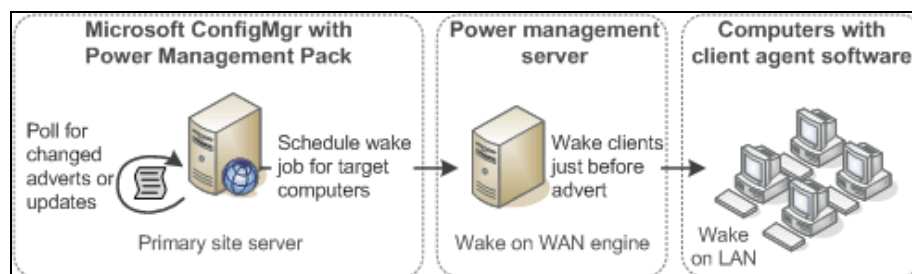 Microsoft ConfigMgr with
Power Management Pack
Poll for
changed
adverts or
updates
Schedule wake
job for target
computers
Primary site server
Power management
server
Wake clients
just before
advert
Wake on WAN engine
Computers with
client agent software
Wake
on LAN